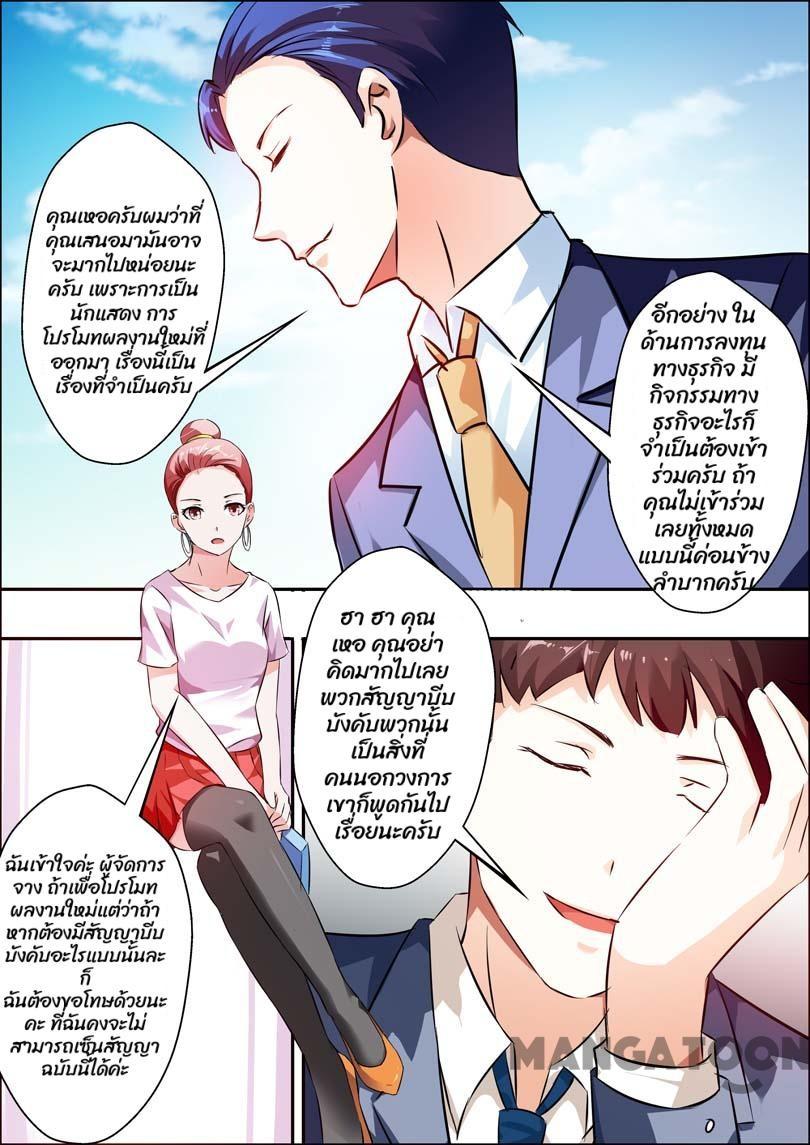 คุณเหอครับผมว่าที่
คุณเสนอมามันอาจ
จะมากไปหน่อยนะ
ครับ เพราะการเป็น
นักแสดง การ
โปรโมทผลงานใหม่ที่
ออกมา เรื่องนี้เป็น
เรื่องที่จำเป็นครับ
อีกอย่าง ใน
ด้านการลงทุน
ทางธุรกิจ มี
กิจกรรมทาง
ธุรกิจอะไรก็
จำเป็นต้องเข้า
ร่วมครับ ถ้า
คุณไม่เข้าร่วม
เลยทั้งหมด
แบบนี้ค่อนข้าง
ลำบากครับ
ฉันเข้าใจค่ะ ผู้จัดการ
จาง ถ้าเพื่อโปรโมท
ผลงานใหม่แต่ว่าถ้า
หากต้องมีสัญญาบีบ
บังคับอะไรแบบนั้นละ
ก็
ฉันต้องขอโทษด้วยนะ
คะ ที่ฉันคงจะไม่
สามารถเซ็นสัญญา
ฉบับนี้ได้ค่ะ
ฮา ฮา คุณ
เหอ คุณอย่า
คิดมากไปเลย
พวกสัญญาบีบ
บังคับพวกนั้น
เป็นสิ่งที่
คนนอกวงการ
เขาก็พูดกันไป
เรื่อยนะครับ
MANGATOON